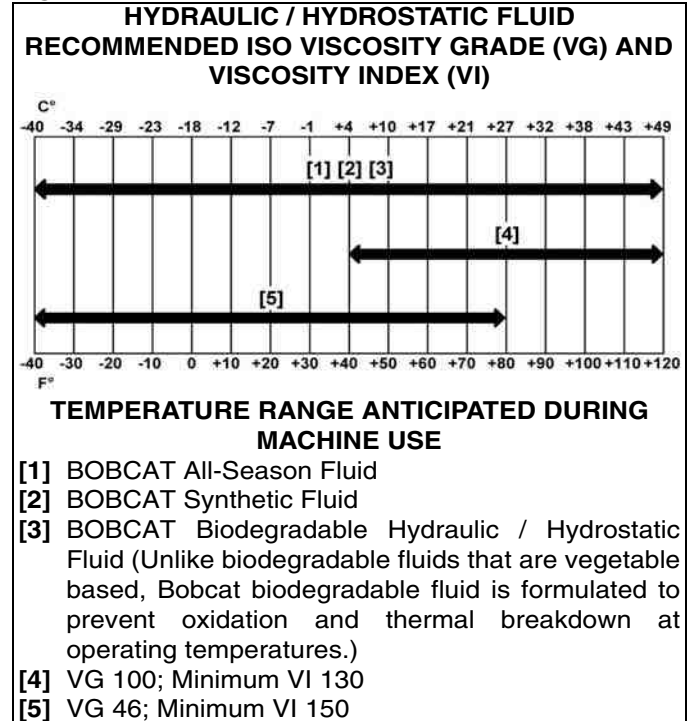 HYDRAULIC / HYDROSTATIC FLUID
RECOMMENDED ISO VISCOSITY GRADE (VG) AND
VISCOSITY INDEX (VI)
C°
-40 -34 -29 -23 -18 -12 -7 -1 +4 +10 +17 +21 +27 +32 +38 +43 +49
[1] [2] [3]
[4]
[5]
-40 -30 -20 -10 0 +10 +20 +30 +40 +50 +60 +70 +80 +90 +100 +110 +120
F°
TEMPERATURE RANGE ANTICIPATED DURING
MACHINE USE
[1] BOBCAT All-Season Fluid
[2] BOBCAT Synthetic Fluid
[3] BOBCAT Biodegradable Hydraulic / Hydrostatic
Fluid (Unlike biodegradable fluids that are vegetable
based, Bobcat biodegradable fluid is formulated to
prevent oxidation and thermal breakdown at
operating temperatures.)
[4] VG 100; Minimum VI 130
[5] VG 46; Minimum VI 150